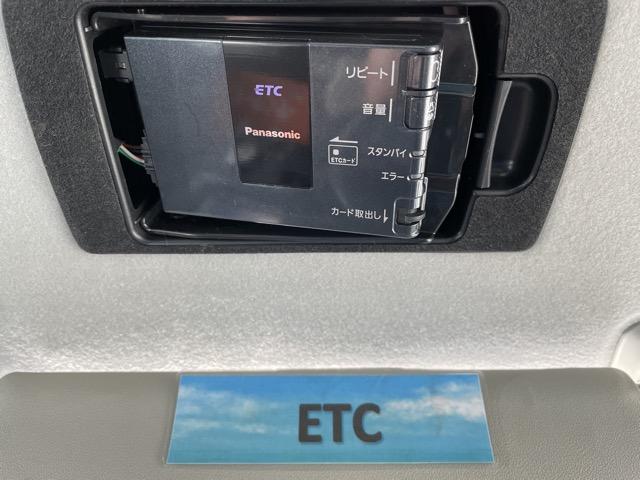 ETC
Panasonic
リピート
音量
ETCカード
スタンバイ
エラー
カード取出し
ETC